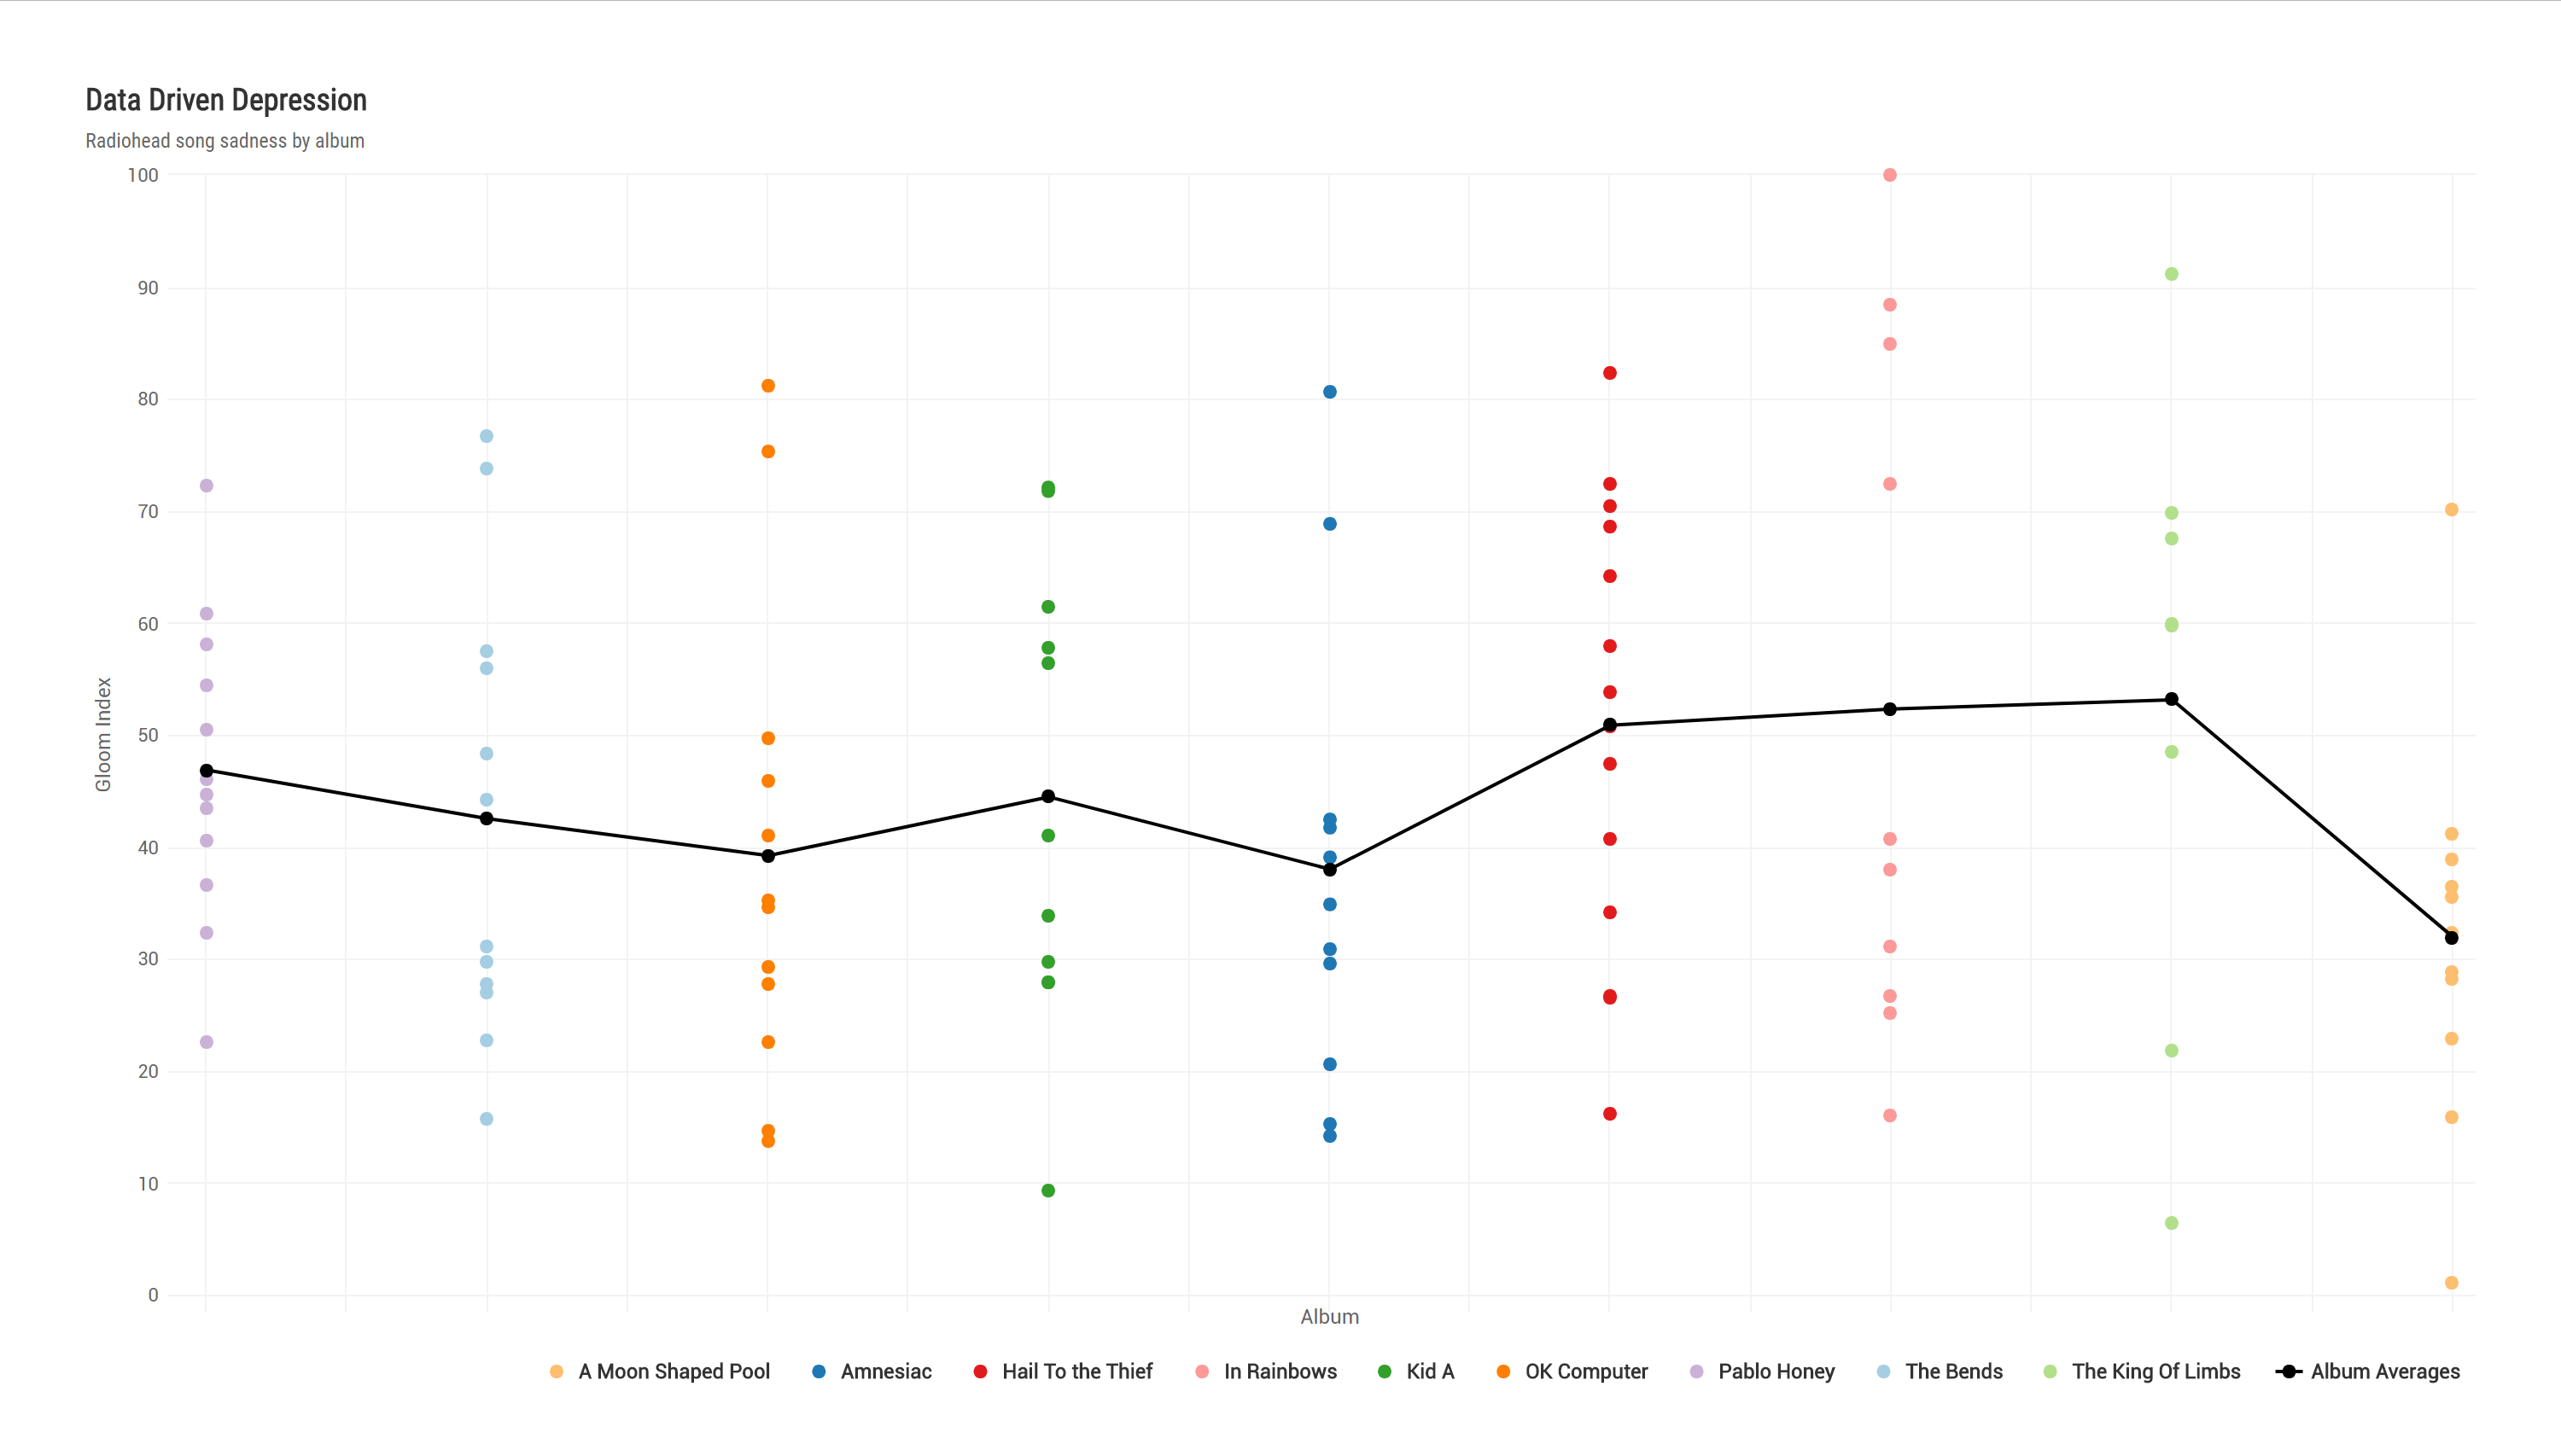 Data Driven Depression
Radiohead song sadness by album
100
90
80
70
60
50
40
30
20
10
0
Gloom Index
Album
A Moon Shaped Pool Amnesiac Hail To the Thief In Rainbows Kid A OK Computer Pablo Honey The Bends The King Of Limbs Album Averages